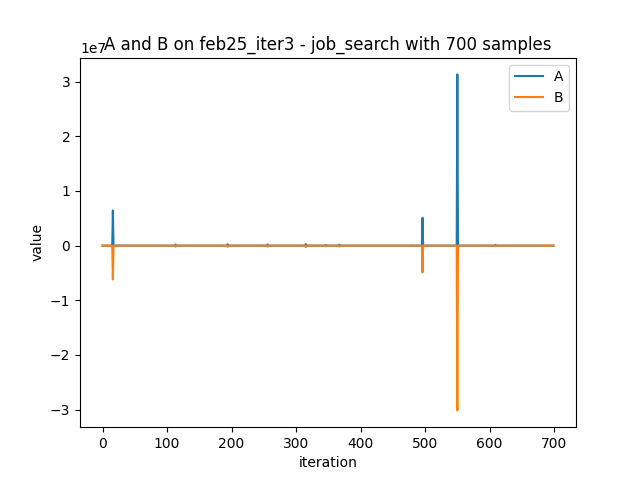 A and B on feb25_iter3 - job_search with 700 samples
1e7
3
2
1
0
−1
−2
−3
value
0 100 200 300 400 500 600 700
iteration
A
B